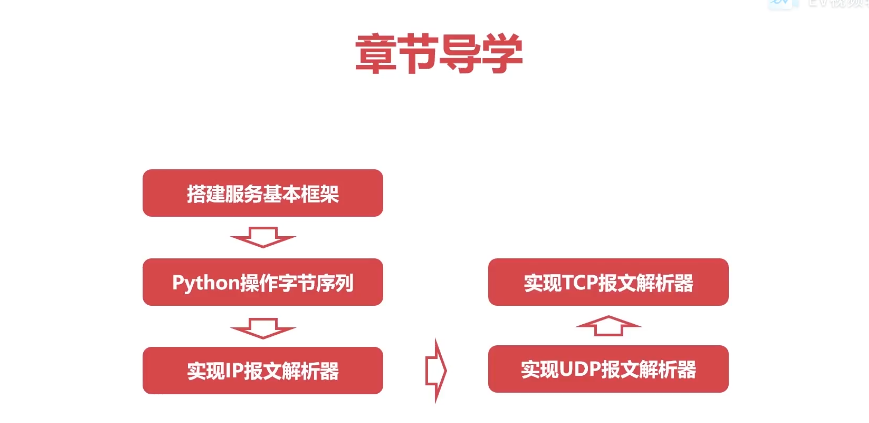 章节导学
搭建服务基本框架
Python操作字节序列
实现IP报文解析器
实现UDP报文解析器
实现TCP报文解析器